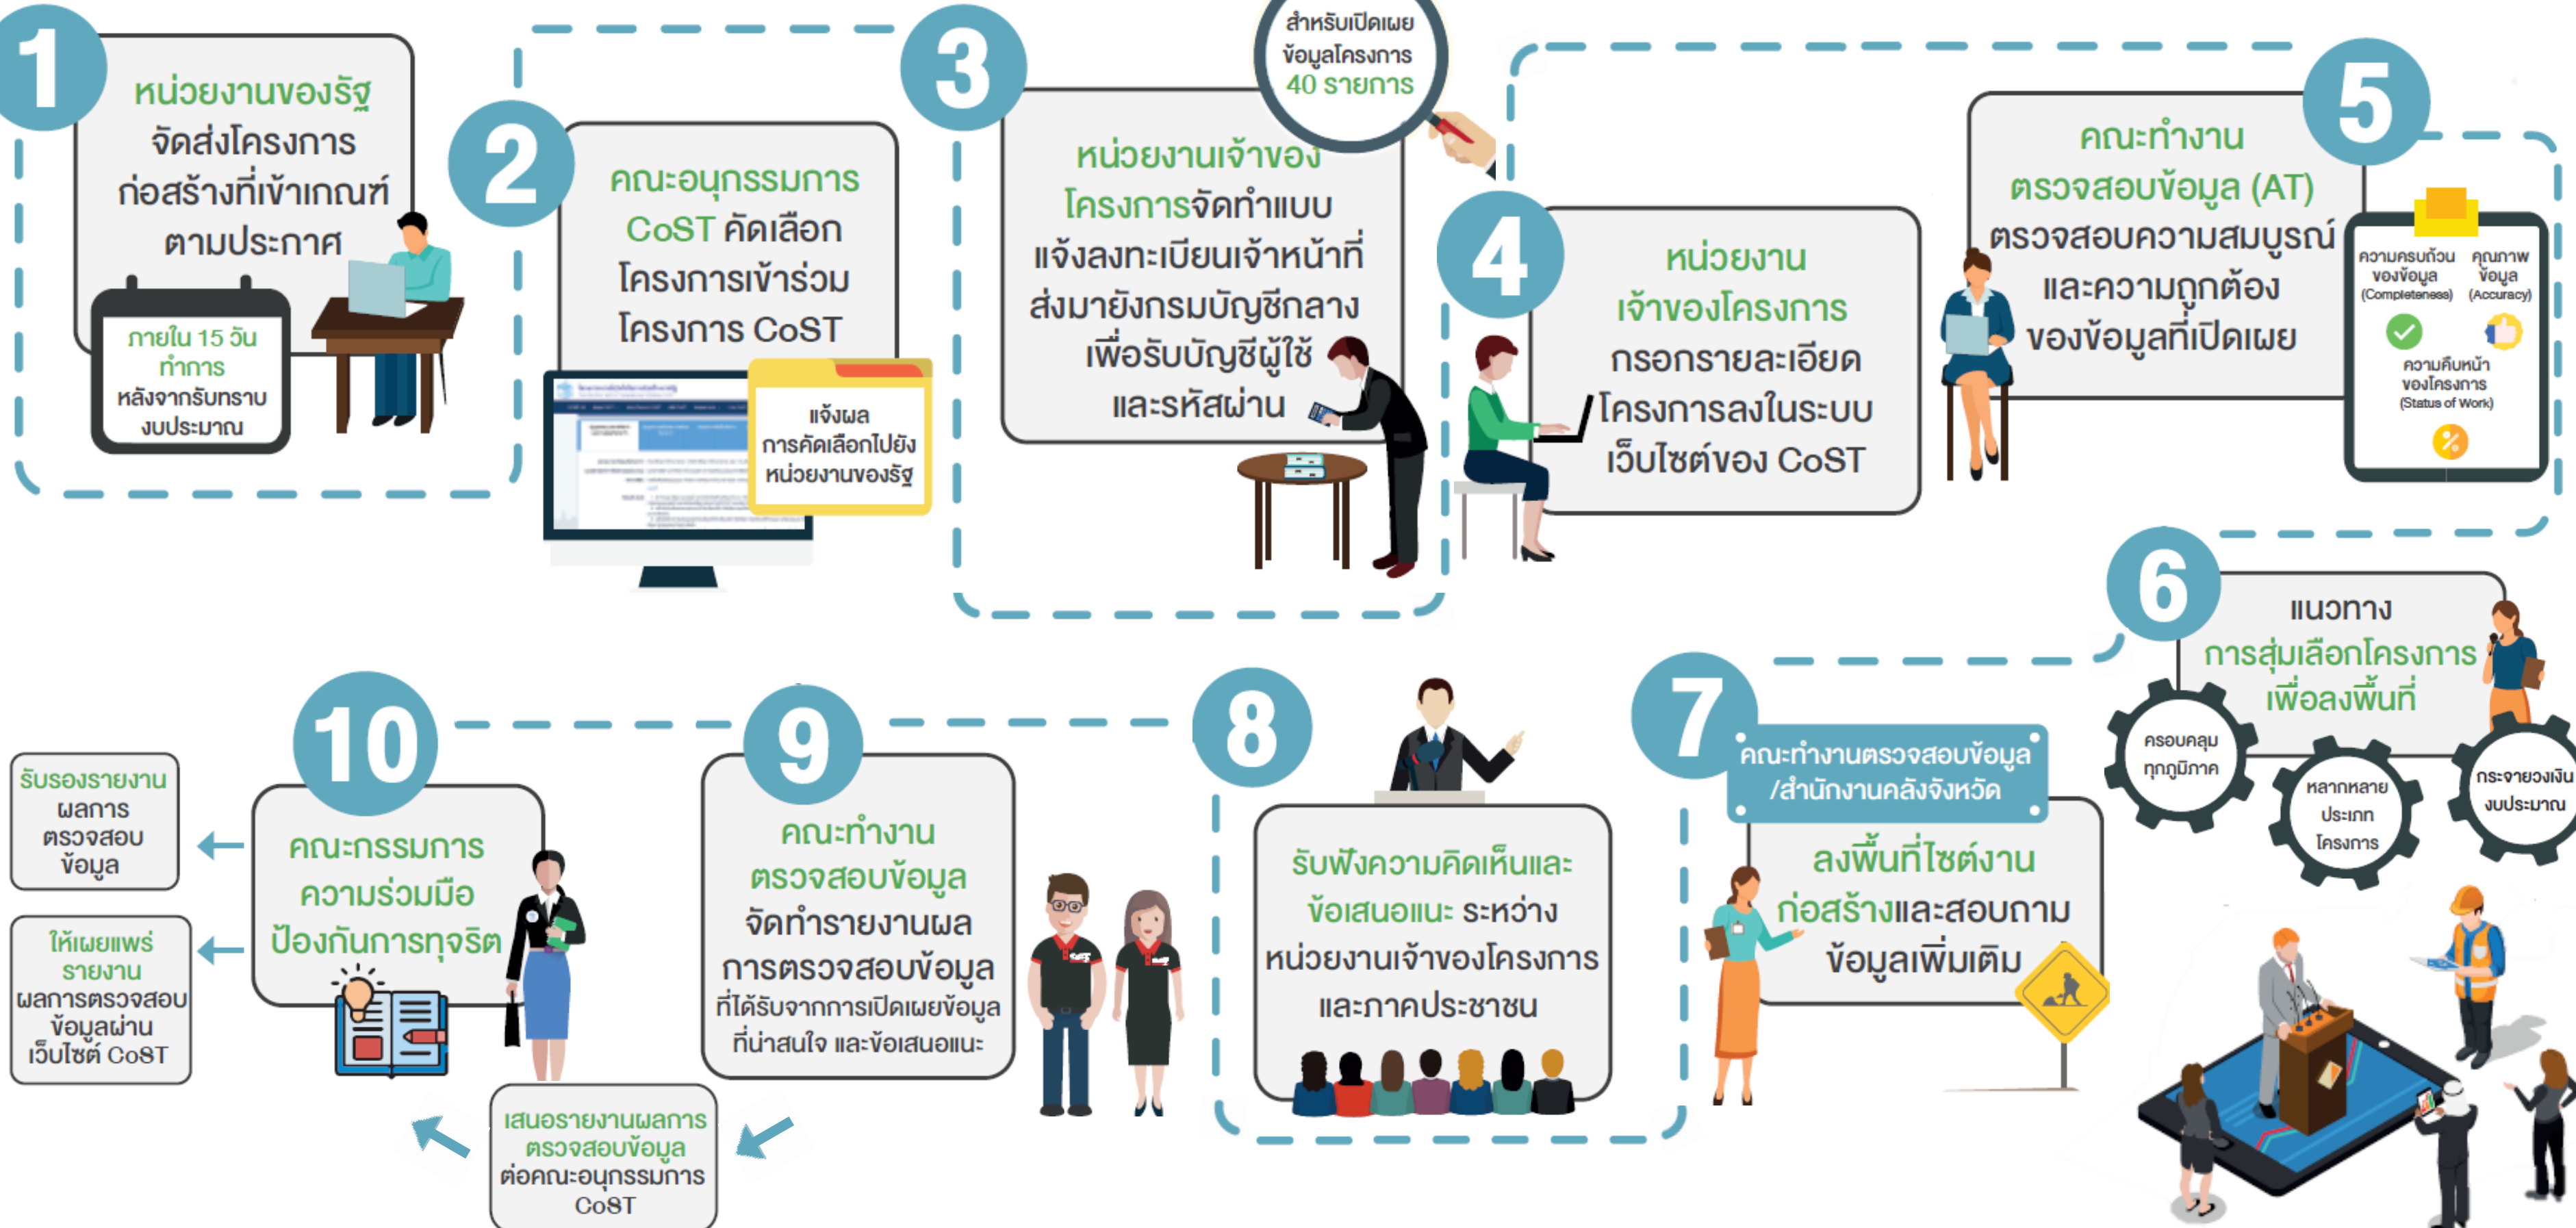 1
หน่วยงานของรัฐ
จัดส่งโครงการ
ก่อสร้างที่เข้าเกณฑ์
ตามประกาศ
ภายใน 15 วัน
ทำการ
หลังจากรับทราบ
งบประมาณ
2
คณะอนุกรรมการ
CoST คัดเลือก
โครงการเข้าร่วม
โครงการ CoST
แจ้งผล
การคัดเลือกไปยัง
หน่วยงานของรัฐ
3
สำหรับเปิดเผย
ข้อมูลโครงการ
40 รายการ
หน่วยงานเจ้าของ
โครงการจัดทำแบบ
แจ้งลงทะเบียนเจ้าหน้าที่
ส่งมายังกรมบัญชีกลาง
เพื่อรับบัญชีผู้ใช้
และรหัสผ่าน
4
หน่วยงาน
เจ้าของโครงการ
กรอกรายละเอียด
โครงการลงในระบบ
เว็บไซต์ของ CoST
5
คณะทำงาน
ตรวจสอบข้อมูล (AT)
ตรวจสอบความสมบูรณ์
และความถูกต้อง
ของข้อมูลที่เปิดเผย
ความครบถ้วน
ของข้อมูล
(Completeness)
คุณภาพ
ข้อมูล
(Accuracy)
ความคืบหน้า
ของโครงการ
(Status of Work)
%
6
แนวทาง
การสุ่มเลือกโครงการ
เพื่อลงพื้นที่
ครอบคลุม
ทุกภูมิภาค
หลากหลาย
ประเภท
โครงการ
กระจายวงเงิน
งบประมาณ
7
คณะทำงานตรวจสอบข้อมูล
/สำนักงานคลังจังหวัด
ลงพื้นที่ไซต์งาน
ก่อสร้างและสอบถาม
ข้อมูลเพิ่มเติม
8
รับฟังความคิดเห็นและ
ข้อเสนอแนะ ระหว่าง
หน่วยงานเจ้าของโครงการ
และภาคประชาชน
9
คณะทำงาน
ตรวจสอบข้อมูล
จัดทำรายงานผล
การตรวจสอบข้อมูล
ที่ได้รับจากการเปิดเผยข้อมูล
ที่น่าสนใจ และข้อเสนอแนะ
เสนอรายงานผลการ
ตรวจสอบข้อมูล
ต่อคณะอนุกรรมการ
CoST
10
คณะกรรมการ
ความร่วมมือ
ป้องกันการทุจริต
รับรองรายงาน
ผลการ
ตรวจสอบ
ข้อมูล
ให้เผยแพร่
รายงาน
ผลการตรวจสอบ
ข้อมูลผ่าน
เว็บไซต์ CoST